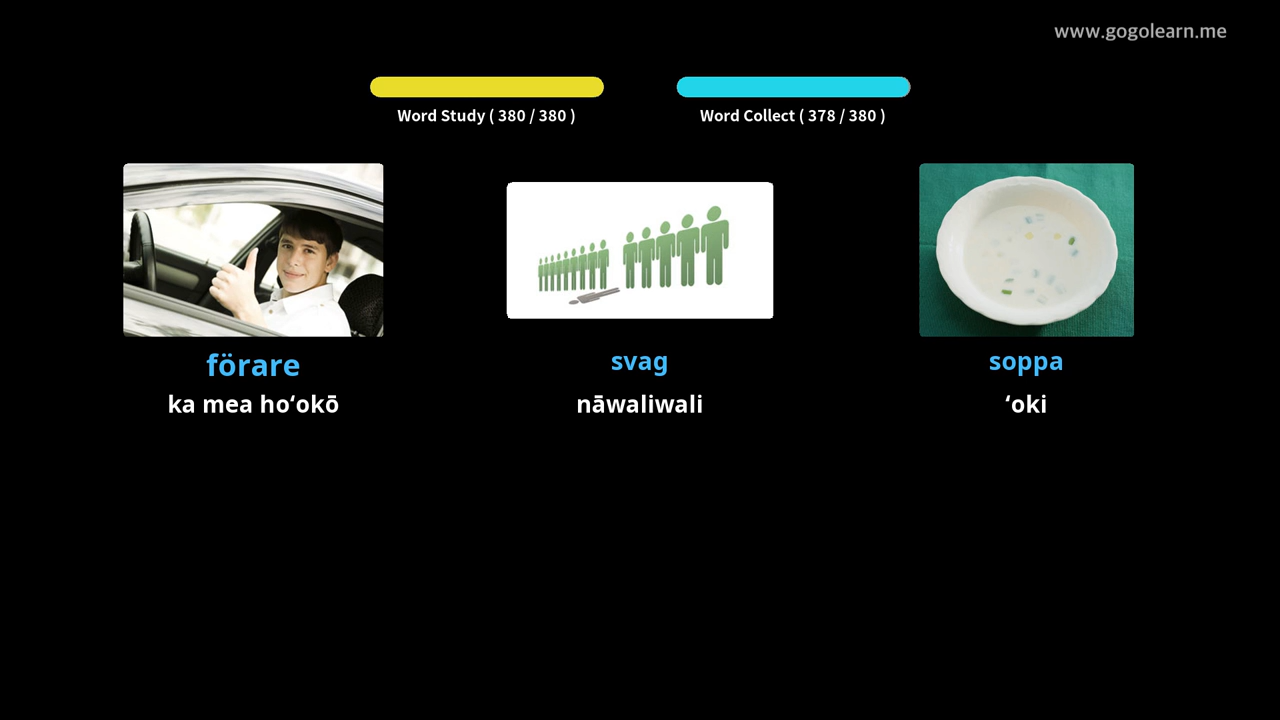 www.gogolearn.me
Word Study ( 380 / 380 )
Word Collect ( 378 / 380 )
förare
svag
soppa
ka mea hoʻokō
nāwaliwali
ʻoki